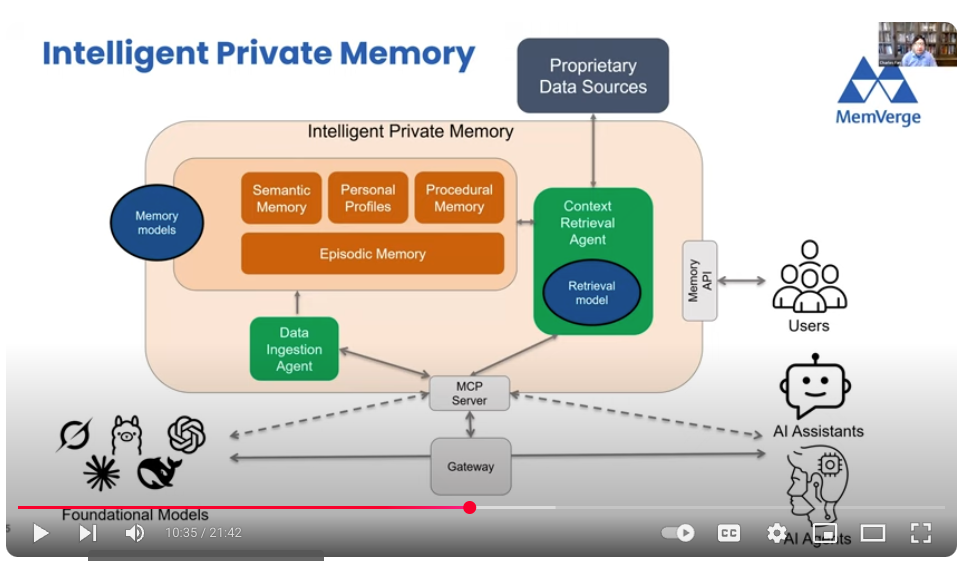 Intelligent Private Memory
Proprietary
Data Sources
MemVerge
Intelligent Private Memory
Memory
models
Semantic
Memory
Personal
Profiles
Procedural
Memory
Episodic Memory
Context
Retrieval
Agent
Retrieval
model
Memory
API
Users
Data
Ingestion
Agent
MCP
Server
Gateway
AI Assistants
AI Agents
Foundational Models
10:35 / 21:42
CC